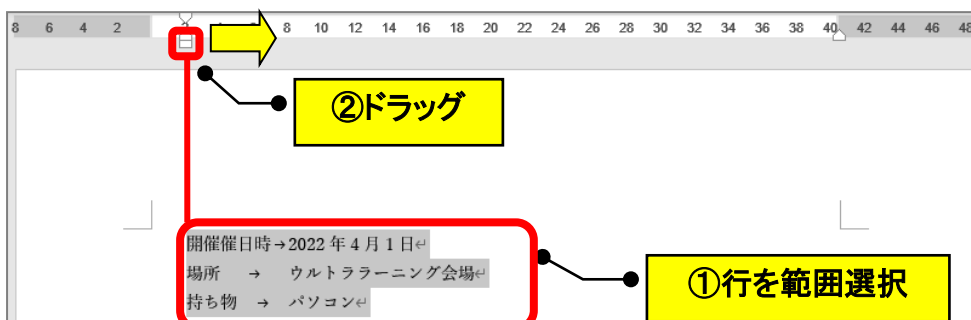 8 6 4 2 8 10 12 14 16 18 20 22 24 26 28 30 32 34 36 38 40 42 44 46 48
②ドラッグ
開催催日時→2022 年 4 月 1 日↵
場所 → ウルトララーニング会場↵
持ち物 → パソコン↵
①行を範囲選択